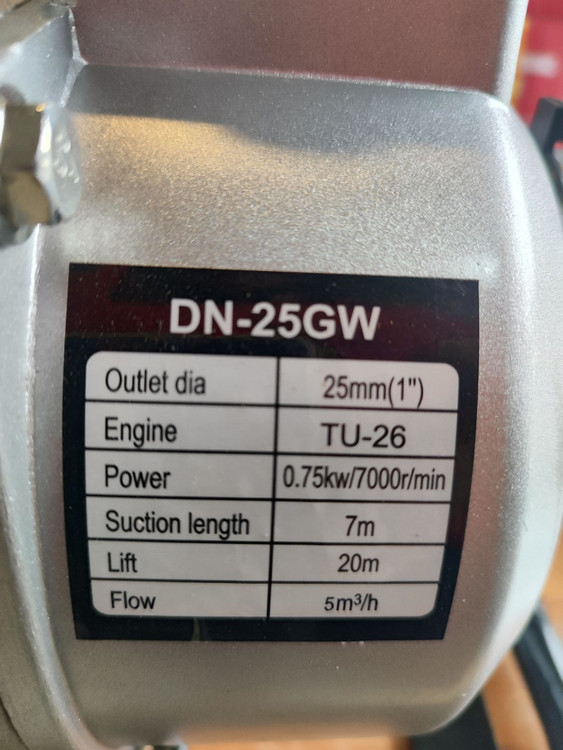 DN-25GW
Outlet dia 25mm(1")
Engine TU-26
Power 0.75kw/7000r/min
Suction length 7m
Lift 20m
Flow 5m³/h